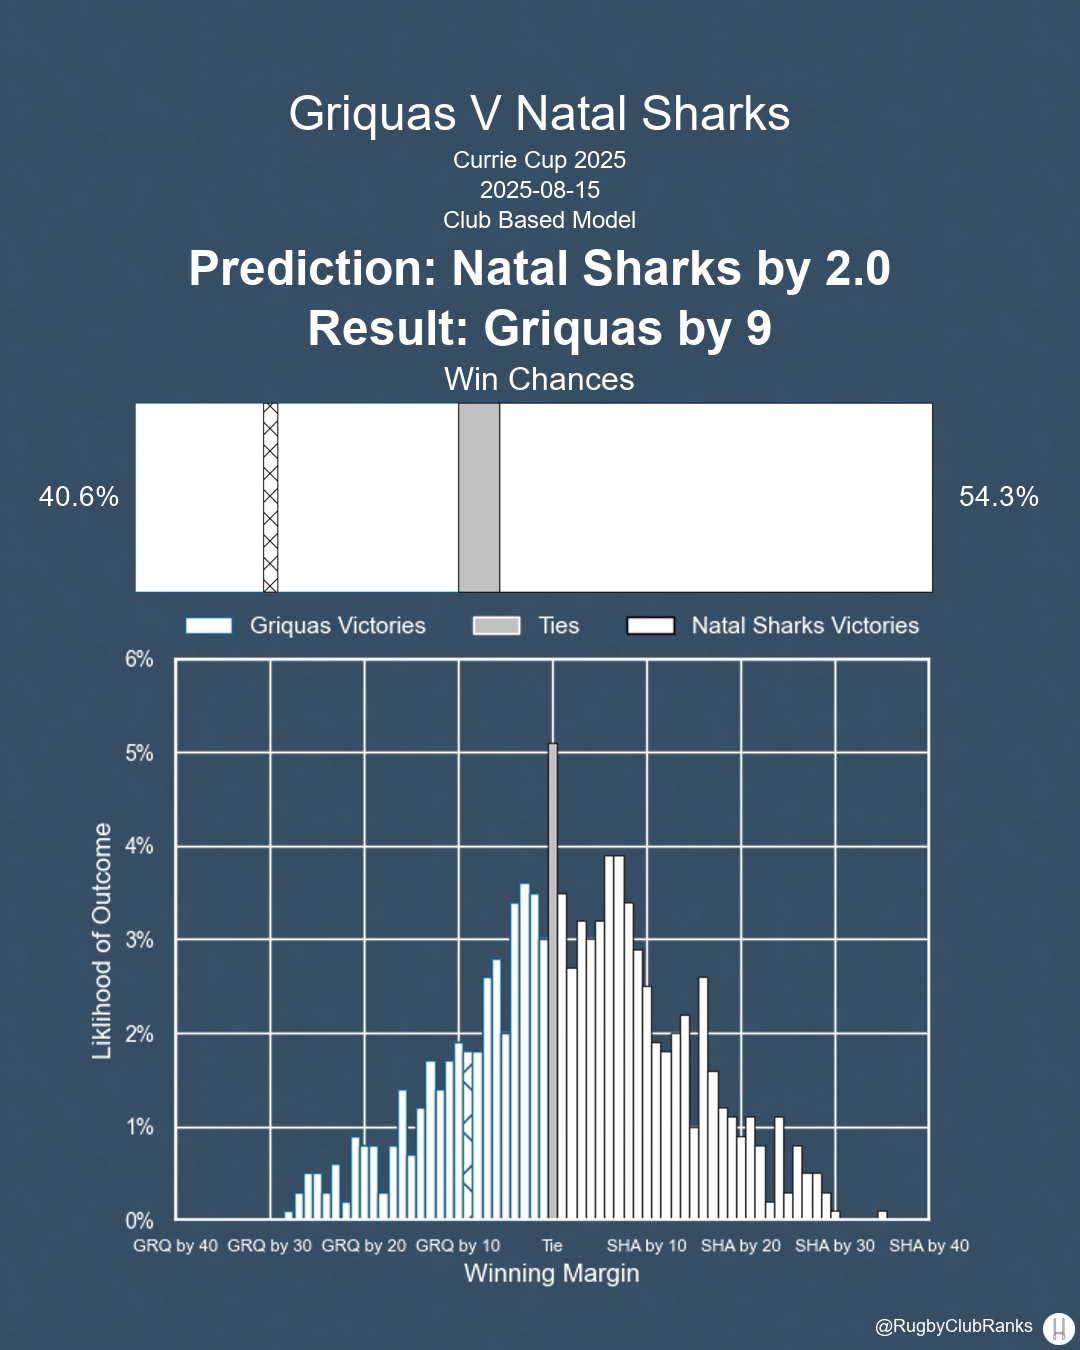 Griquas V Natal Sharks
Currie Cup 2025
2025-08-15
Club Based Model
Prediction: Natal Sharks by 2.0
Result: Griquas by 9
Win Chances
40.6%
54.3%
Griquas Victories
Ties
Natal Sharks Victories
6%
5%
4%
3%
2%
1%
0%
Liklihood of Outcome
GRQ by 40 GRQ by 30 GRQ by 20 GRQ by 10 Tie SHA by 10 SHA by 20 SHA by 30 SHA by 40
Winning Margin
@RugbyClubRanks